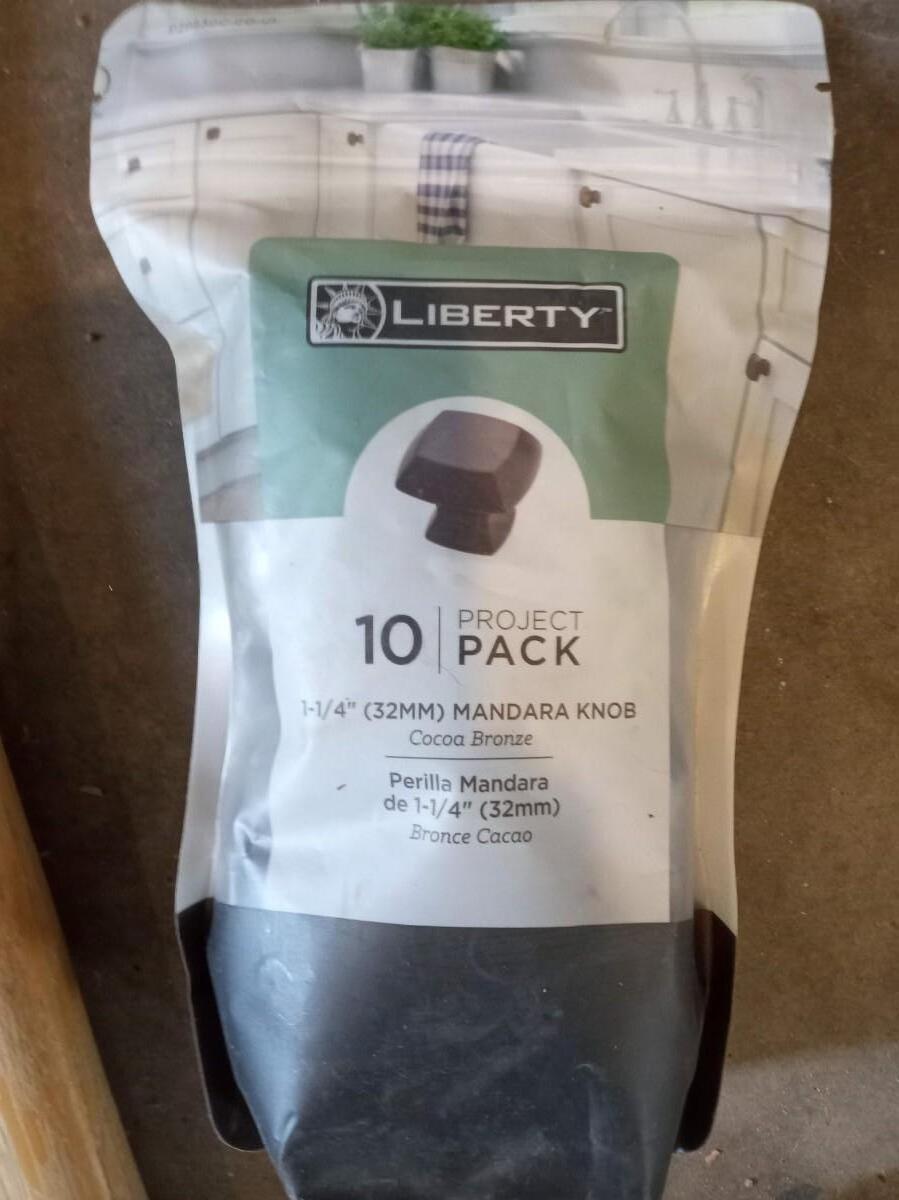 LIBERTY™
10 PROJECT
PACK
1-1/4" (32MM) MANDARA KNOB
Cocoa Bronze
Perilla Mandara
de 1-1/4" (32mm)
Bronce Cacao